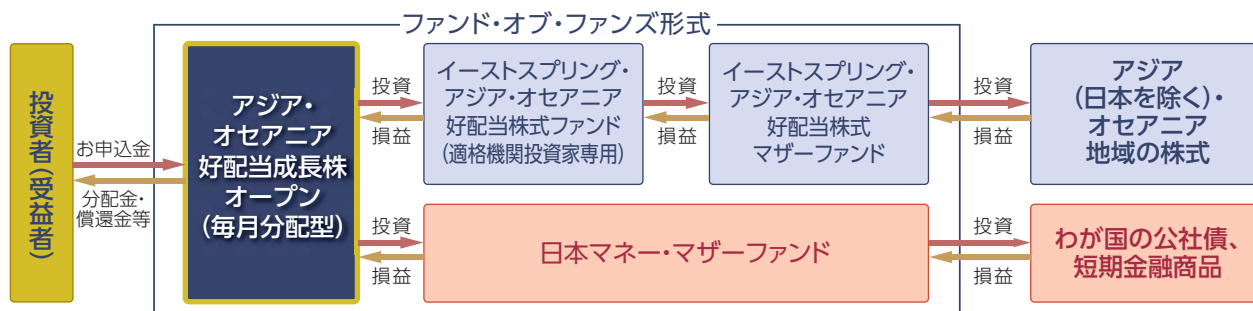 ファンド・オブ・ファンズ形式
投資者(受益者)
お申込金
分配金・
償還金等
アジア・
オセアニア
好配当成長株
オープン
(毎月分配型)
投資
損益
イーストスプリング・
アジア・オセアニア
好配当株式ファンド
(適格機関投資家専用)
投資
損益
イーストスプリング・
アジア・オセアニア
好配当株式
マザーファンド
投資
損益
アジア
(日本を除く)・
オセアニア
地域の株式
投資
損益
日本マネー・マザーファンド
投資
損益
わが国の公社債、
短期金融商品